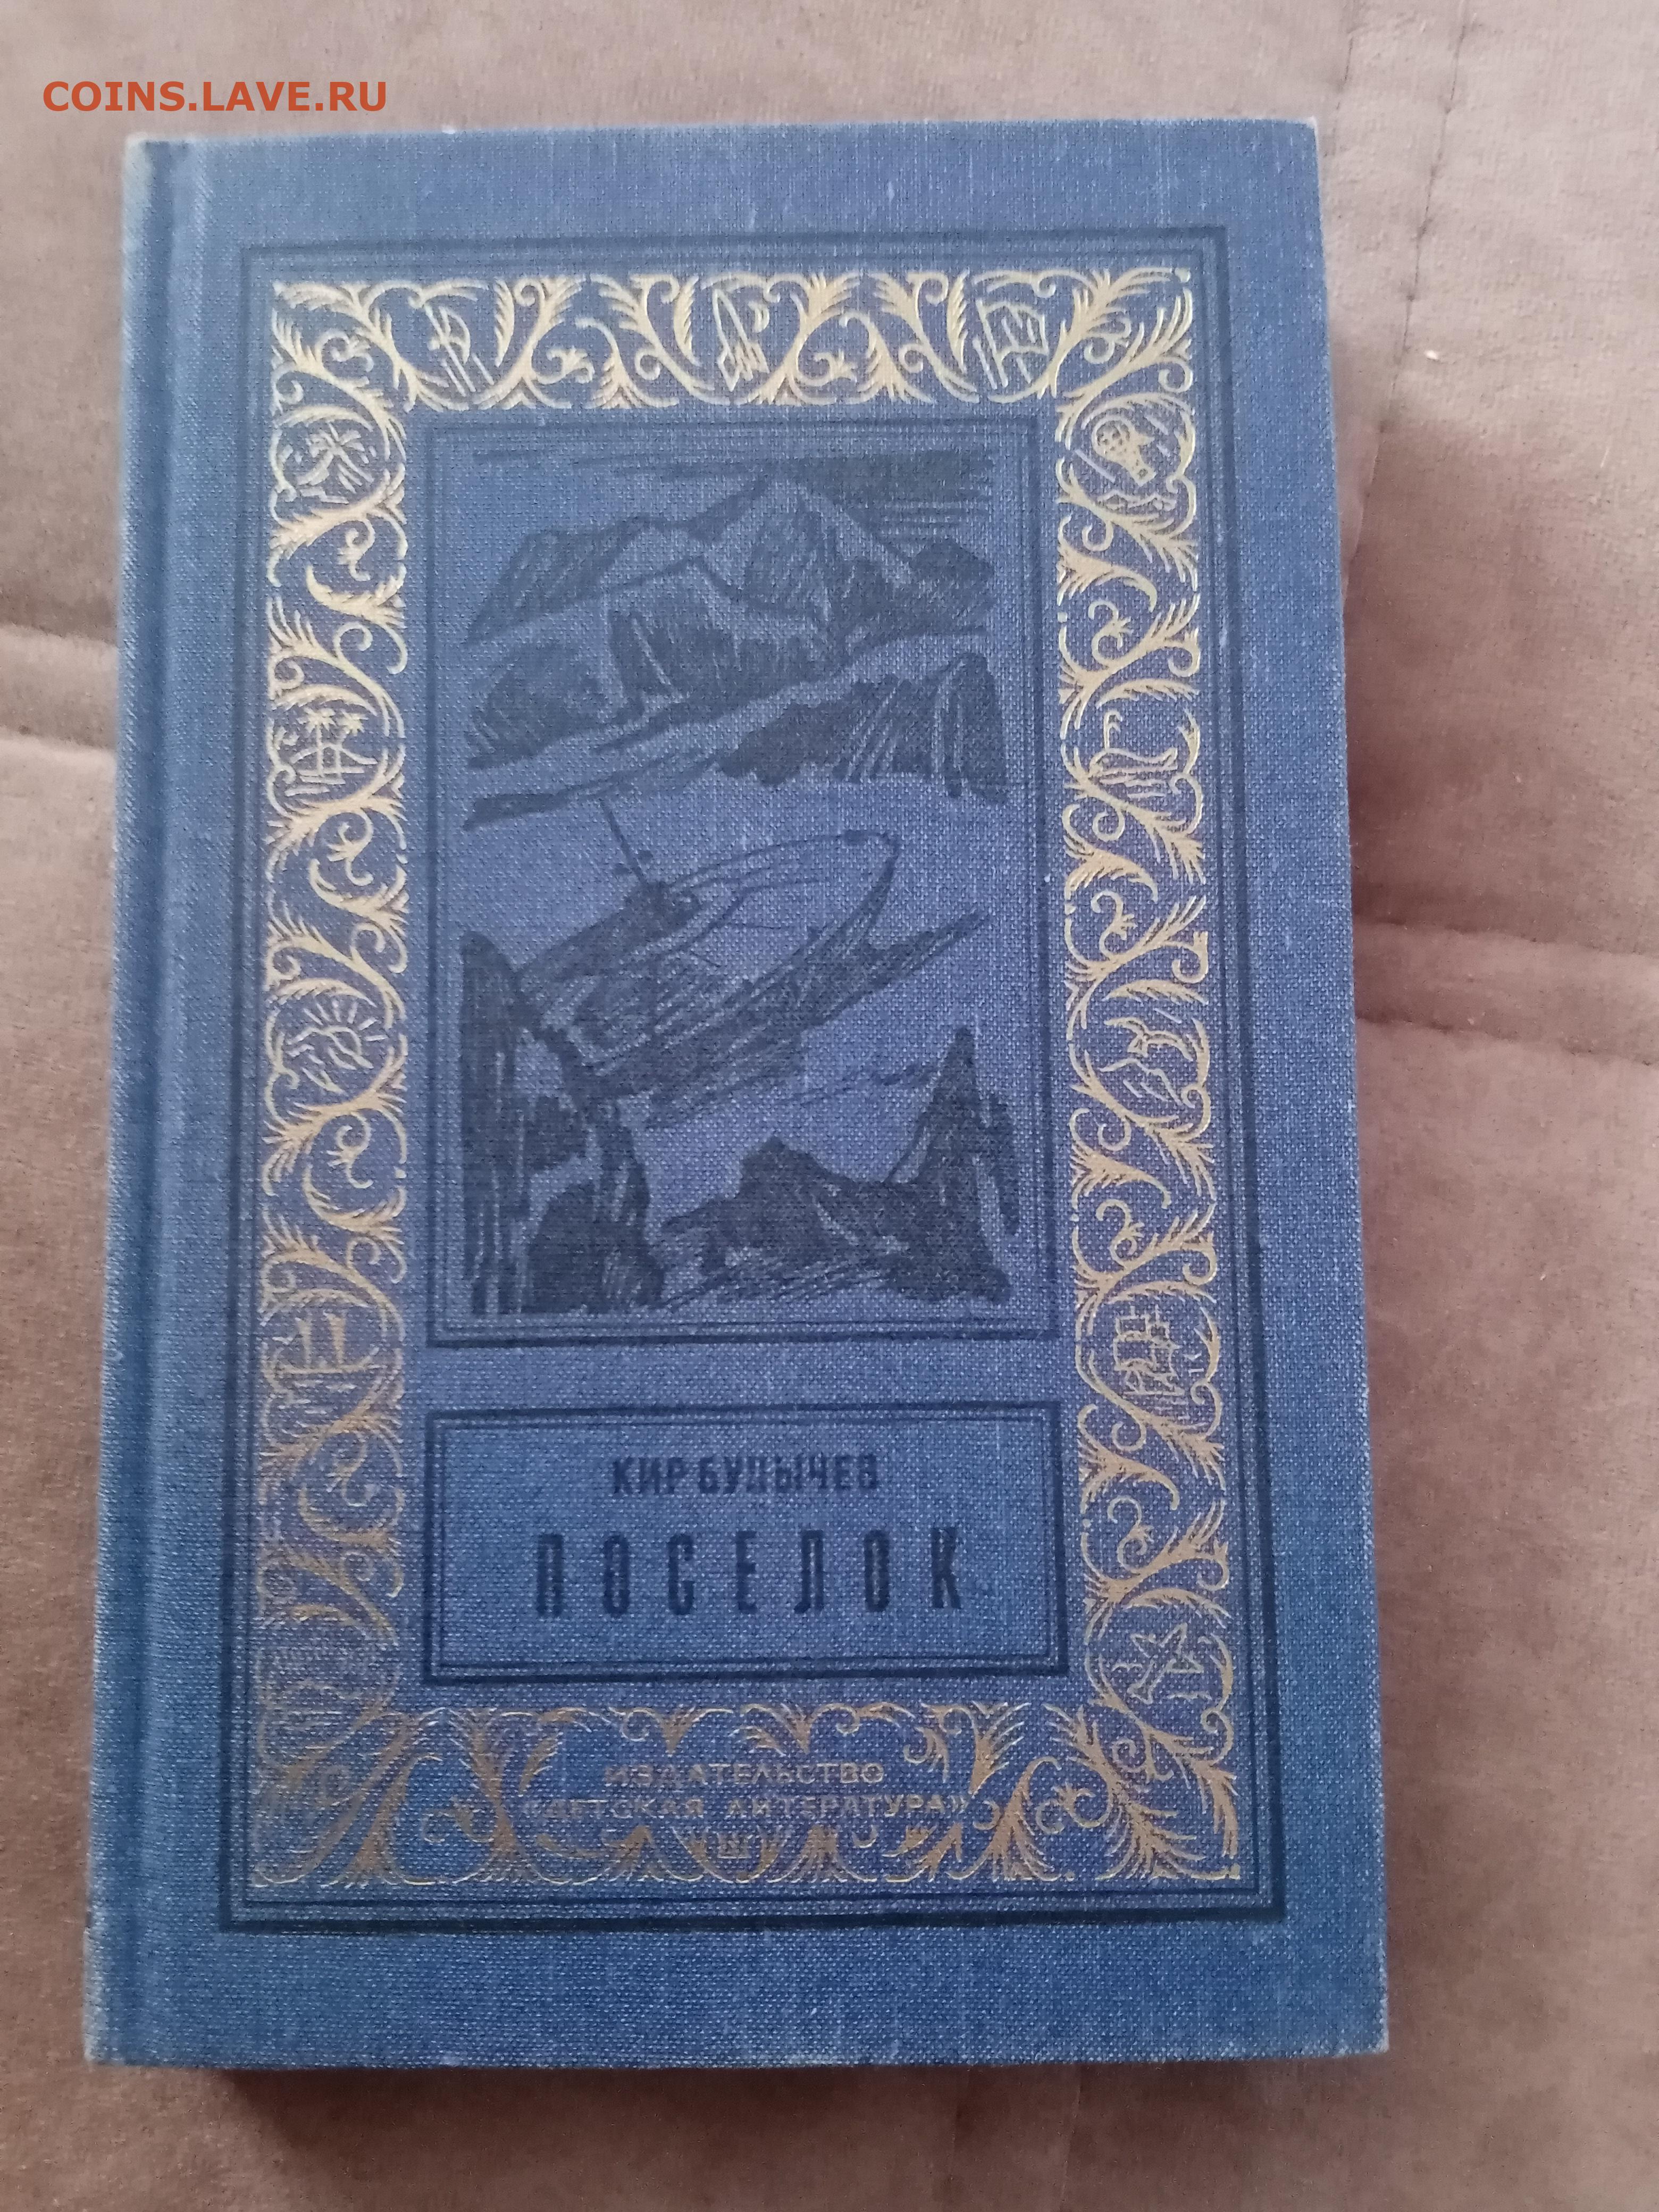 COINS.LAVE.RU
КИР БУЛЫЧЕВ
ПОСЕЛОК
ИЗДАТЕЛЬСТВО
«ДЕТСКАЯ ЛИТЕРАТУРА»